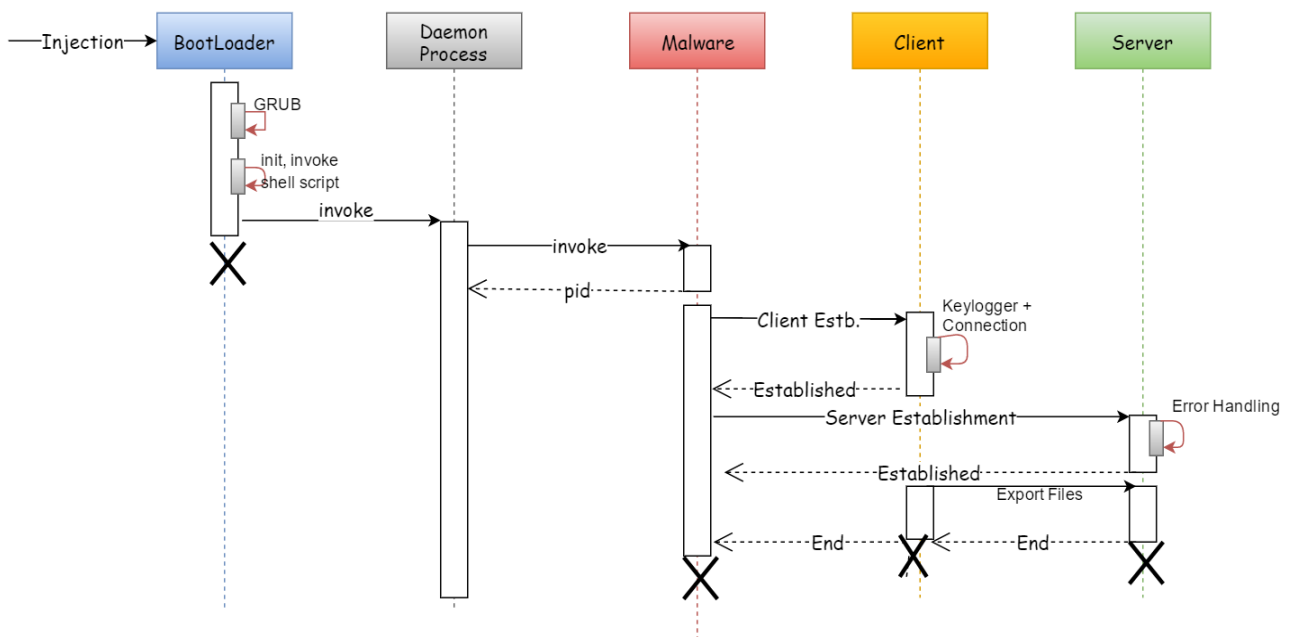 Injection
BootLoader
Daemon
Process
Malware
Client
Server
GRUB
init, invoke
shell script
invoke
invoke
pid
Client Estb.
Keylogger +
Connection
Established
Server Establishment
Error Handling
Established
Export Files
End
End